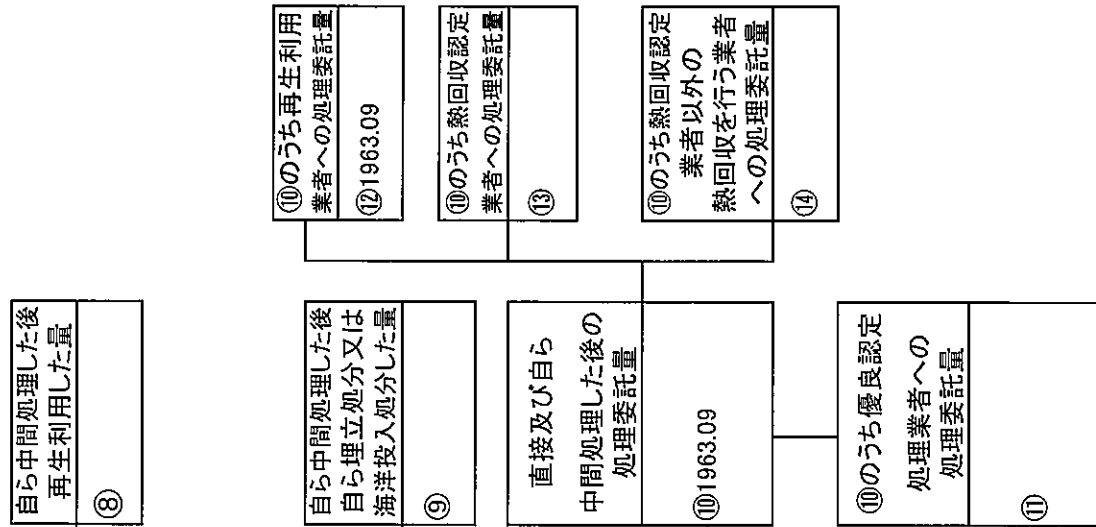 自ら中間処理した後
再生利用した量
⑧
自ら中間処理した後
自ら埋立処分又は
海洋投入処分した量
⑨
直接及び自ら
中間処理した後の
処理委託量
⑩1963.09
⑩のうち優良認定
処理業者への
処理委託量
⑪
⑩のうち再生利用
業者への処理委託量
⑫1963.09
⑩のうち熱回収認定
業者への処理委託量
⑬
⑩のうち熱回収認定
業者以外の
熱回収を行う業者
への処理委託量
⑭